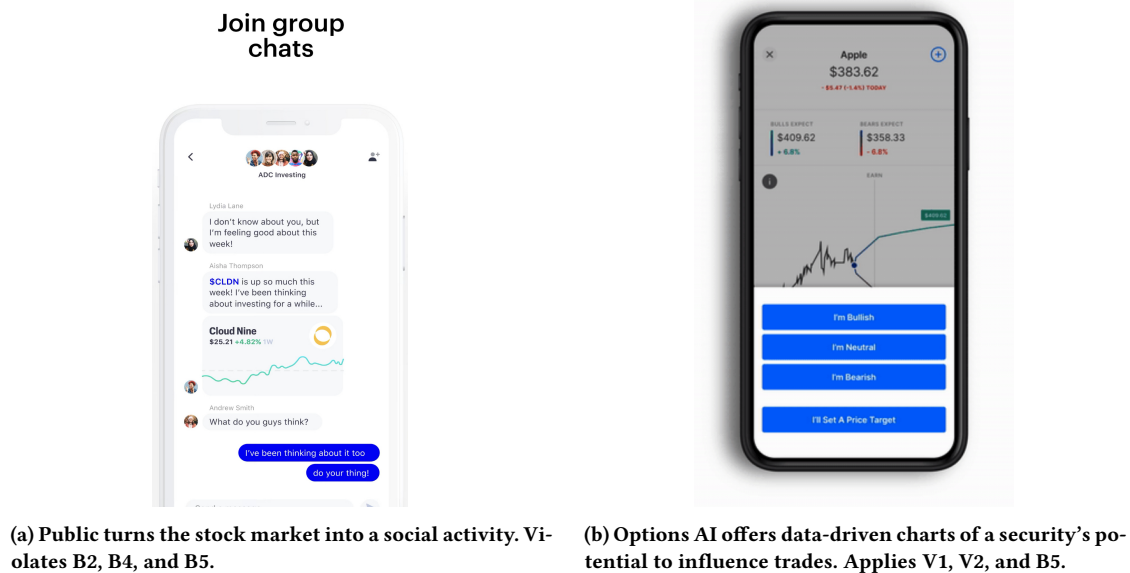 Join group
chats
ADC Investing
Lydia Lane
I don't know about you, but
I'm feeling good about this
week!
Aisha Thompson
$CLDN is up so much this
week! I've been thinking
about investing for a while...
Cloud Nine
$25.21 +4.82% 1W
Andrew Smith
What do you guys think?
I've been thinking about it too
do your thing!
(a) Public turns the stock market into a social activity. Vi-
olates B2, B4, and B5.
Apple
$383.62
- $5.47 (-1.4%) TODAY
BULLS EXPECT
$409.62
+ 6.8%
BEARS EXPECT
$358.33
- 6.8%
EARN
$409.62
I'm Bullish
I'm Neutral
I'm Bearish
I'll Set A Price Target
(b) Options AI offers data-driven charts of a security's po-
tential to influence trades. Applies V1, V2, and B5.